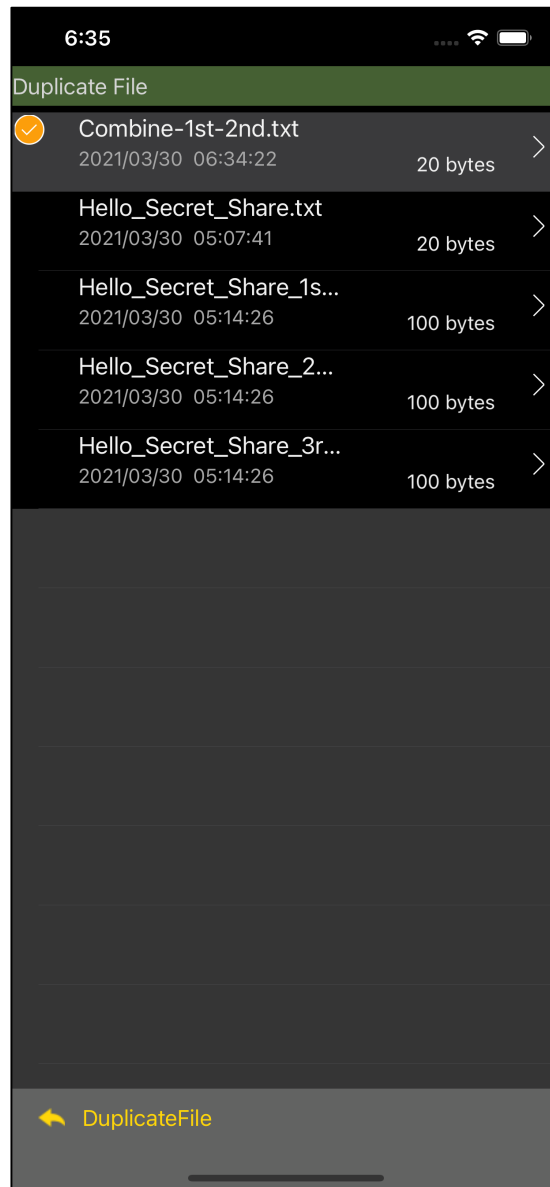 6:35
Duplicate File
Combine-1st-2nd.txt
2021/03/30 06:34:22
20 bytes
Hello_Secret_Share.txt
2021/03/30 05:07:41
20 bytes
Hello_Secret_Share_1s...
2021/03/30 05:14:26
100 bytes
Hello_Secret_Share_2...
2021/03/30 05:14:26
100 bytes
Hello_Secret_Share_3r...
2021/03/30 05:14:26
100 bytes
DuplicateFile